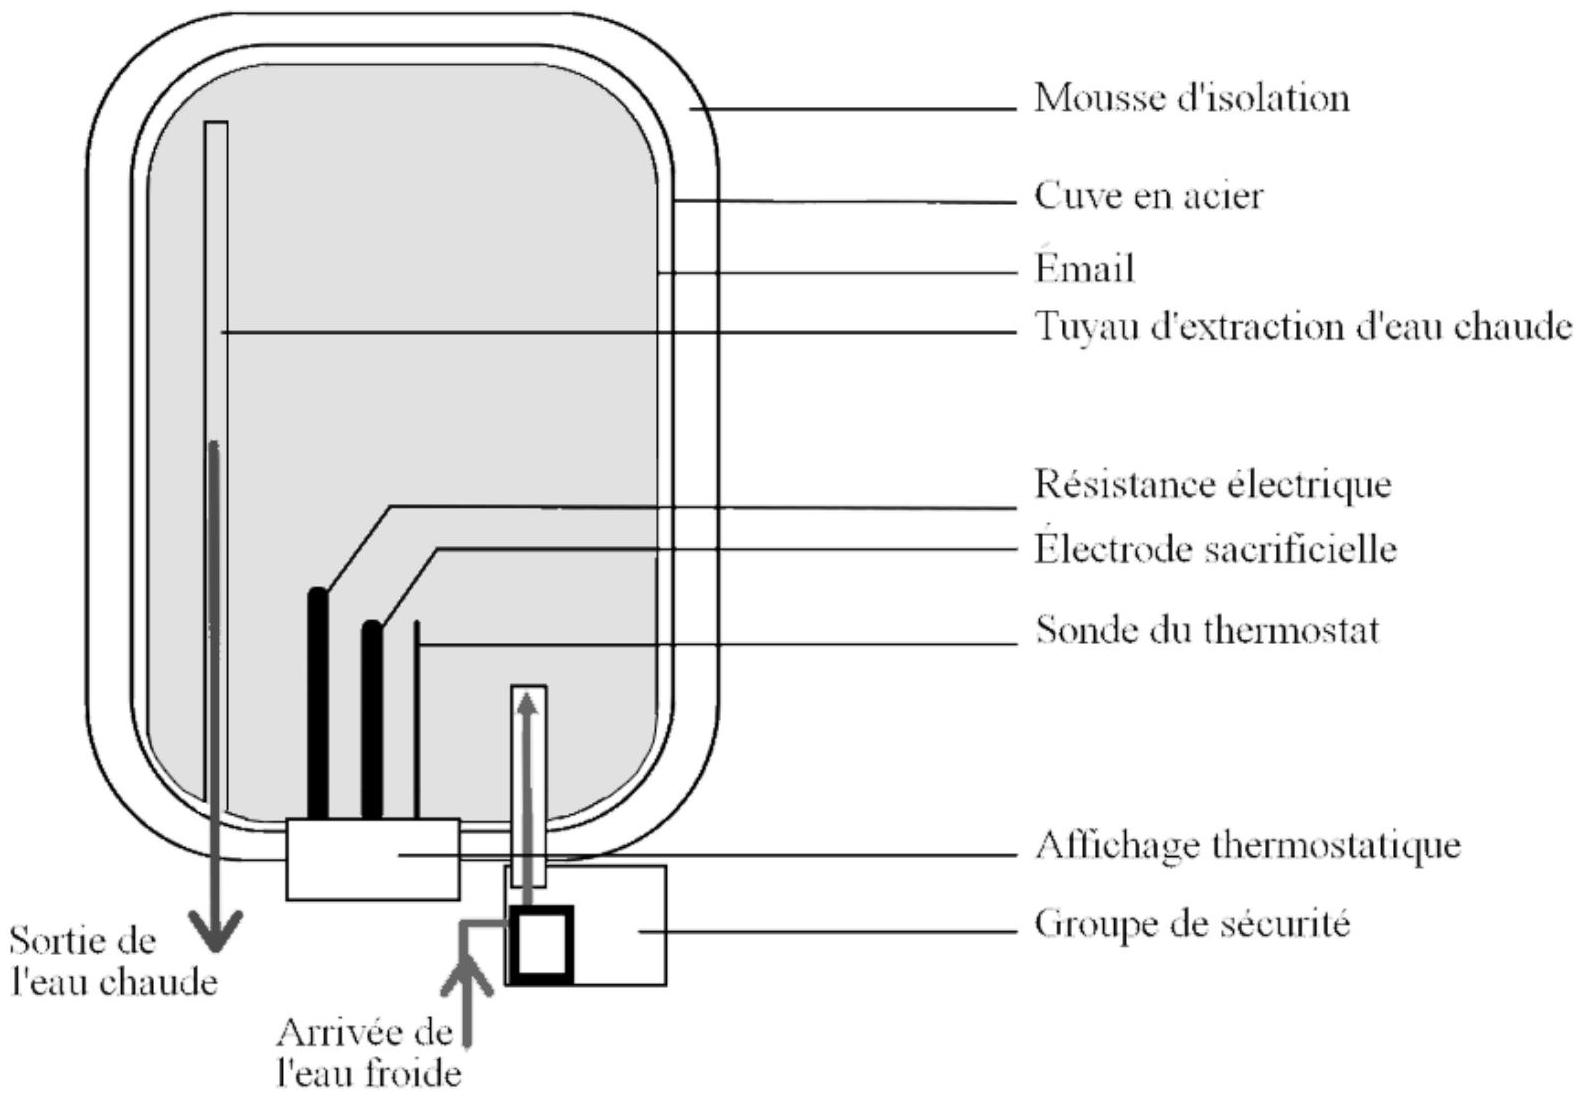 Mousse d'isolation
Cuve en acier
Émail
Tuyau d'extraction d'eau chaude
Résistance électrique
Électrode sacrificielle
Sonde du thermostat
Affichage thermostatique
Groupe de sécurité
Sortie de
l'eau chaude
Arrivée de
l'eau froide